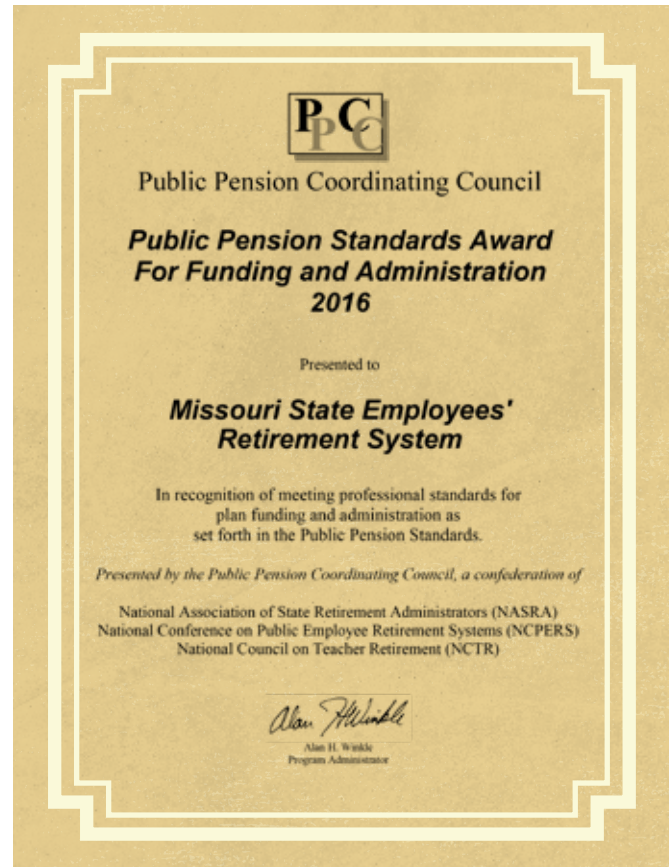 PPCC
Public Pension Coordinating Council
Public Pension Standards Award
For Funding and Administration
2016
Presented to
Missouri State Employees'
Retirement System
In recognition of meeting professional standards for
plan funding and administration as
set forth in the Public Pension Standards.
Presented by the Public Pension Coordinating Council, a confederation of
National Association of State Retirement Administrators (NASRA)
National Conference on Public Employee Retirement Systems (NCPERS)
National Council on Teacher Retirement (NCTR)
Alan H Winkle
Alan H. Winkle
Program Administrator